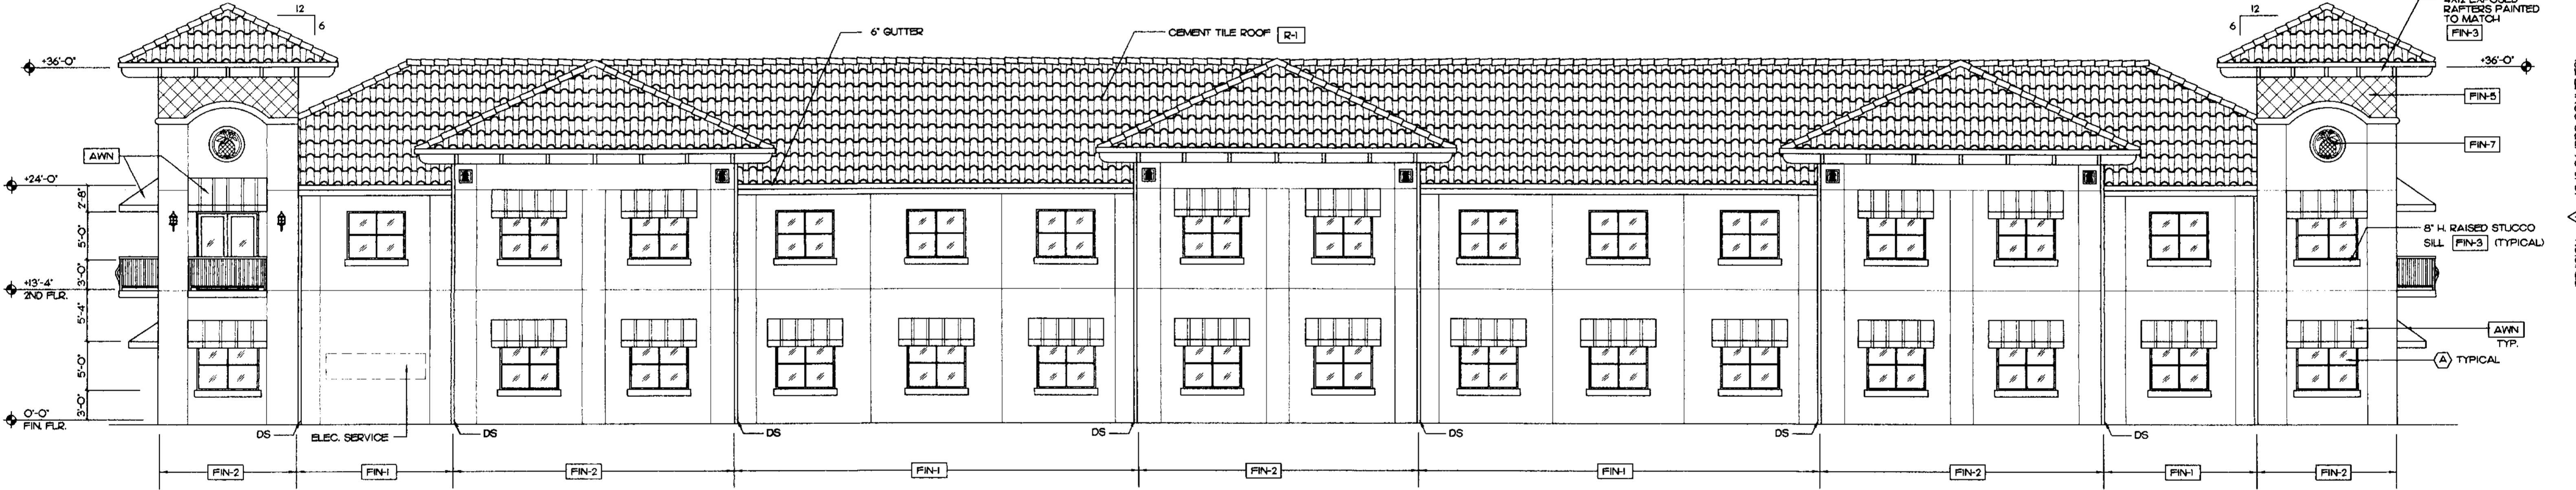 12
6
+36'-0"
6" GUTTER
CEMENT TILE ROOF R-1
12
6
RAFTERS PAINTED
TO MATCH
FIN-3
+36'-0"
FIN-5
FIN-7
AWN
+24'-0"
2'-8"
5'-0"
3'-0"
+13'-4"
2ND FLR.
5'-4"
5'-0"
3'-0"
0'-0"
FIN. FLR.
8" H. RAISED STUCCO
SILL FIN-3 (TYPICAL)
AWN
TYP.
A TYPICAL
DS
ELEC. SERVICE
DS
DS
DS
DS
DS
DS
FIN-2
FIN-1
FIN-2
FIN-1
FIN-2
FIN-1
FIN-2
FIN-1
FIN-2